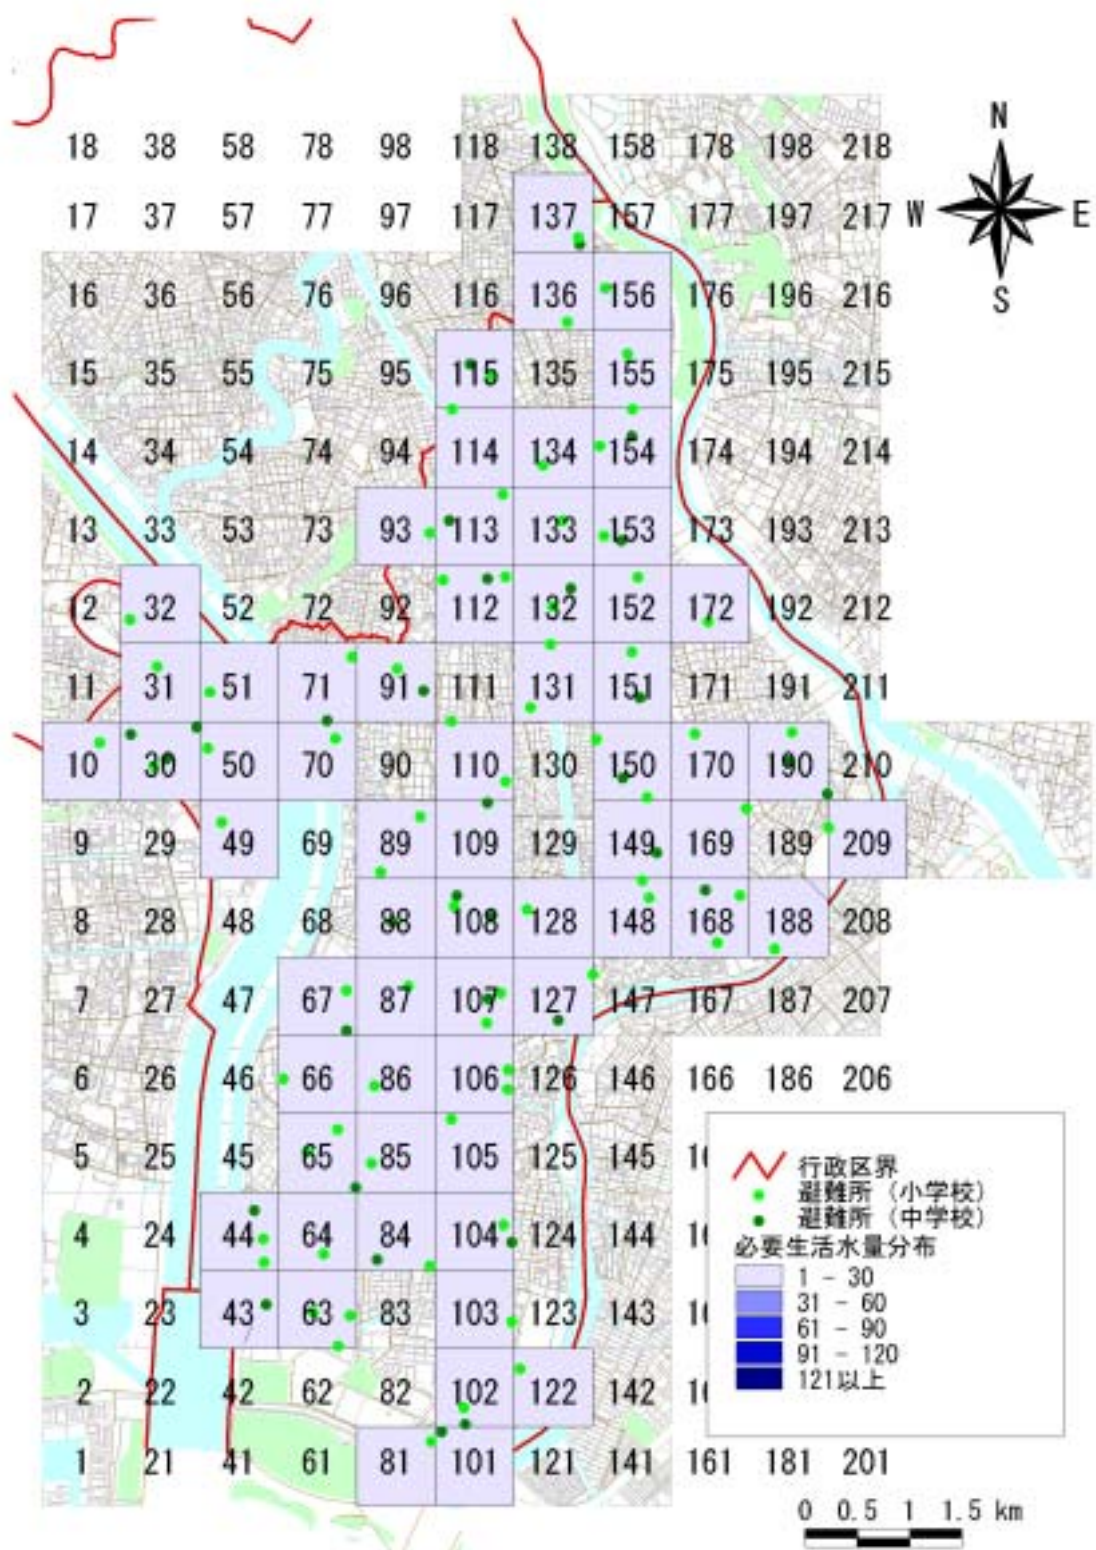 N
18 38 58 78 98 118 138 158 178 198 218
17 37 57 77 97 117 137 157 177 197 217 W E
16 36 56 76 96 116 136 156 176 196 216 S
15 35 55 75 95 115 135 155 175 195 215
14 34 54 74 94 114 134 154 174 194 214
13 33 53 73 93 113 133 153 173 193 213
12 32 52 72 92 112 132 152 172 192 212
11 31 51 71 91 111 131 151 171 191 211
10 30 50 70 90 110 130 150 170 190 210
9 29 49 69 89 109 129 149 169 189 209
8 28 48 68 88 108 128 148 168 188 208
7 27 47 67 87 107 127 147 167 187 207
6 26 46 66 86 106 126 146 166 186 206
5 25 45 65 85 105 125 145
4 24 44 64 84 104 124 144
3 23 43 63 83 103 123 143
2 22 42 62 82 102 122 142
1 21 41 61 81 101 121 141 161 181 201
行政区界
避難所（小学校）
避難所（中学校）
必要生活水量分布
1 - 30
31 - 60
61 - 90
91 - 120
121以上
0 0.5 1 1.5 km